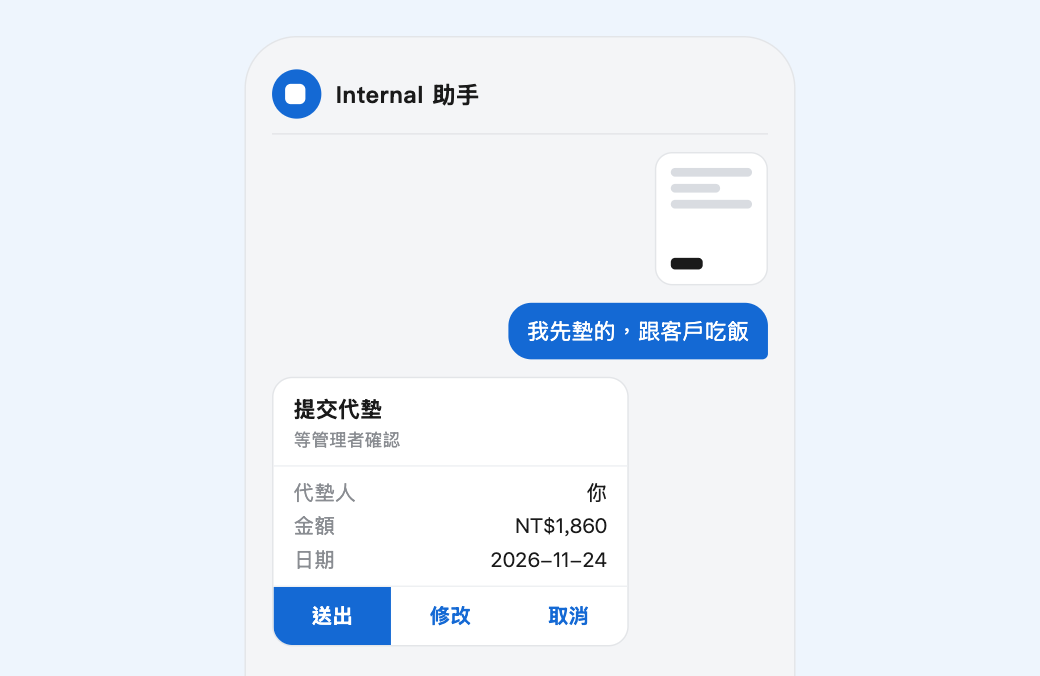 Internal 助手
我先墊的，跟客戶吃飯
提交代墊
等管理者確認
代墊人 你
金額 NT$1,860
日期 2026–11–24
送出 修改 取消